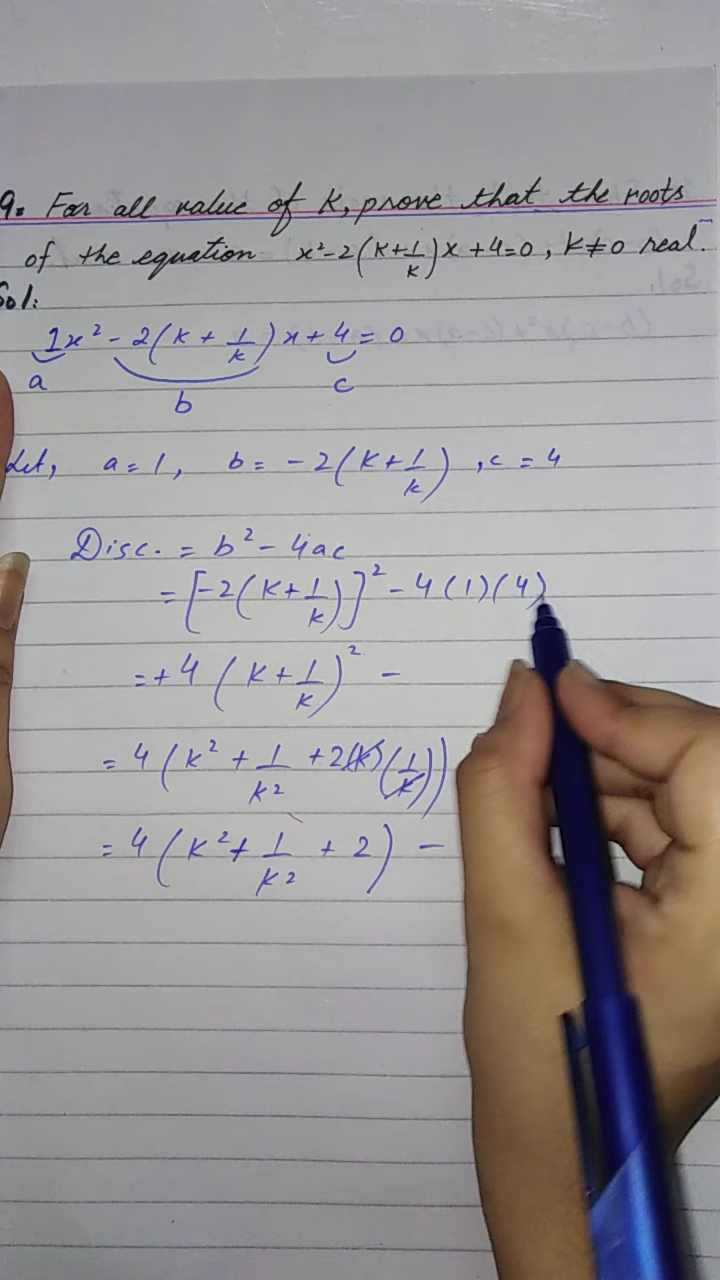 9. For all value of K, prove that the roots
of the equation x² - 2(K + 1/K)x + 4 = 0, K ≠ 0 real.
Sol:
1x² - 2(K + 1/K)x + 4 = 0
a b c
Let, a = 1, b = -2(K + 1/K), c = 4
Disc. = b² - 4ac
= [-2(K + 1/K)]² - 4(1)(4)
= +4(K + 1/K)² -
= 4(K² + 1/K² + 2(K)(1/K))
= 4(K² + 1/K² + 2) -